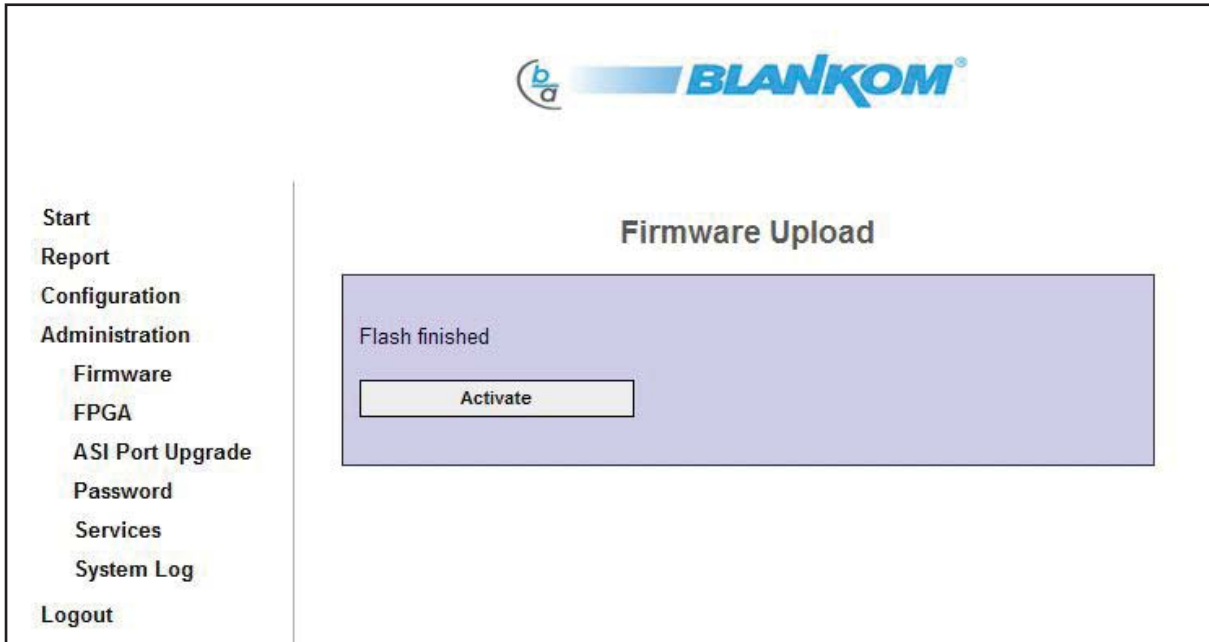 b
a
BLANKOM®
Start
Report
Configuration
Administration
Firmware
FPGA
ASI Port Upgrade
Password
Services
System Log
Logout
Firmware Upload
Flash finished
Activate